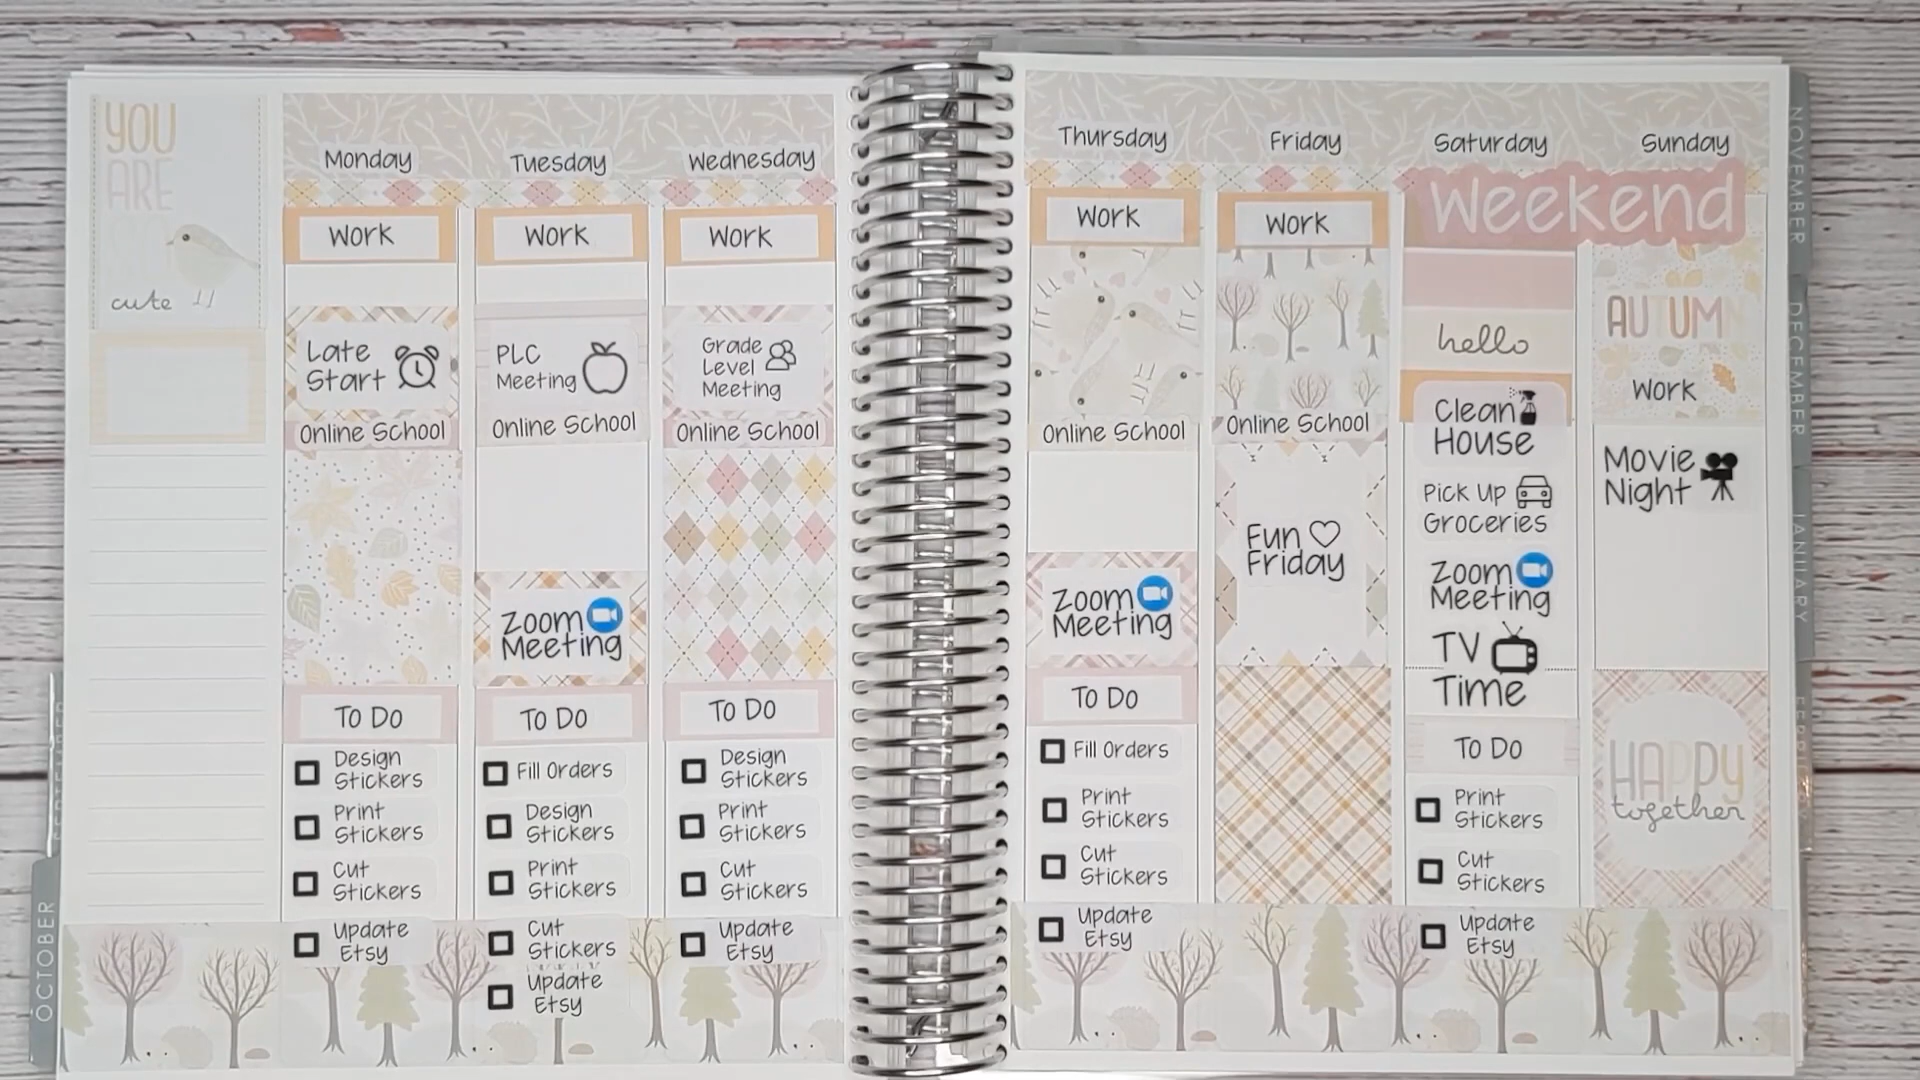 YOU
ARE
cute
Monday
Work
Late
Start
Online School
To Do
Design
Stickers
Print
Stickers
Cut
Stickers
Update
Etsy
Tuesday
Work
PLC
Meeting
Online School
Zoom
Meeting
To Do
Fill Orders
Design
Stickers
Print
Stickers
Cut
Stickers
Update
Etsy
Wednesday
Work
Grade
Level
Meeting
Online School
To Do
Design
Stickers
Print
Stickers
Cut
Stickers
Update
Etsy
Thursday
Work
Online School
Zoom
Meeting
To Do
Fill Orders
Print
Stickers
Cut
Stickers
Update
Etsy
Friday
Work
Online School
Fun
Friday
Saturday
Sunday
Weekend
hello
Clean
House
Pick Up
Groceries
Zoom
Meeting
TV
Time
To Do
Print
Stickers
Cut
Stickers
Update
Etsy
AUTUMN
Work
Movie
Night
HAPPY
together
OCTOBER
NOVEMBER
DECEMBER
JANUARY